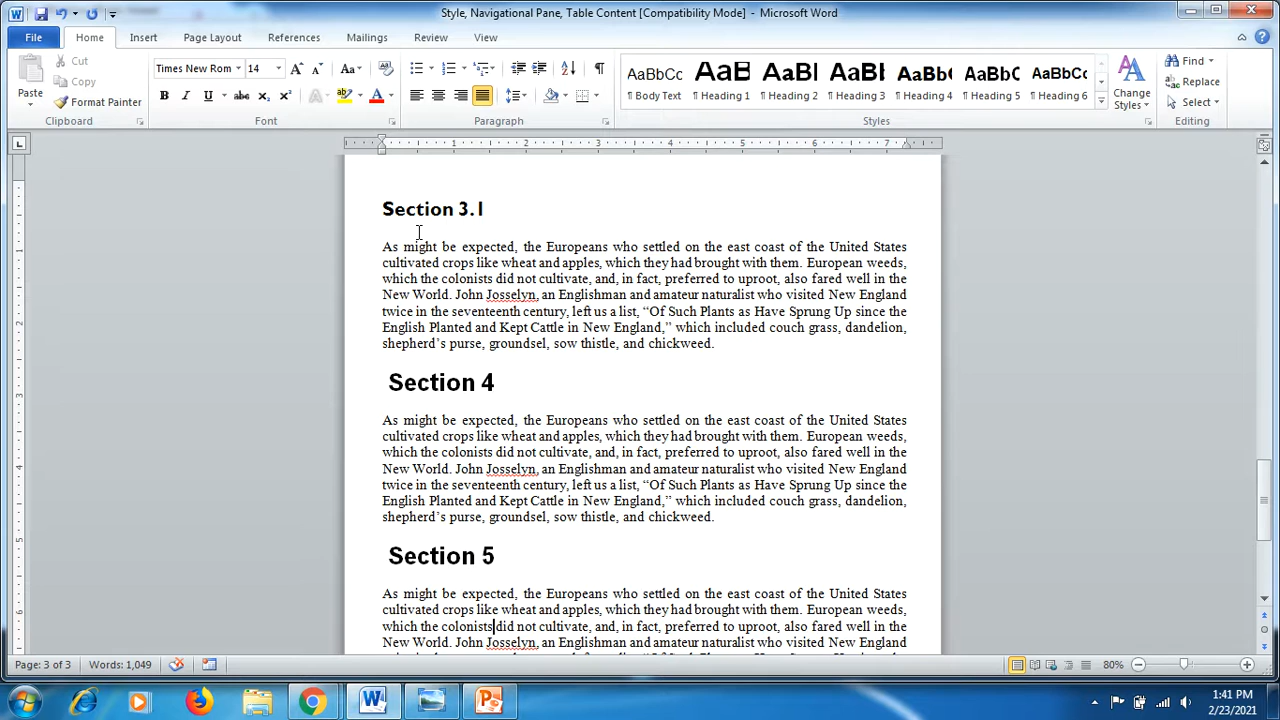 Style, Navigational Pane, Table Content [Compatibility Mode] - Microsoft Word
File Home Insert Page Layout References Mailings Review View
Paste
Cut
Copy
Format Painter
Clipboard
Times New Rom 14
Aa
B I U abc x₂ x² A ab A
Font
Paragraph
AaBbCc AaB AaBbl AaBb AaBbC AaBbCc AaBbCc
¶ Body Text ¶ Heading 1 ¶ Heading 2 ¶ Heading 3 ¶ Heading 4 ¶ Heading 5 ¶ Heading 6
Change Styles
Styles
Find
Replace
Select
Editing
1 2 3 4 5 6 7
Section 3.1
As might be expected, the Europeans who settled on the east coast of the United States
cultivated crops like wheat and apples, which they had brought with them. European weeds,
which the colonists did not cultivate, and, in fact, preferred to uproot, also fared well in the
New World. John Josselyn, an Englishman and amateur naturalist who visited New England
twice in the seventeenth century, left us a list, “Of Such Plants as Have Sprung Up since the
English Planted and Kept Cattle in New England,” which included couch grass, dandelion,
shepherd’s purse, groundsel, sow thistle, and chickweed.
Section 4
As might be expected, the Europeans who settled on the east coast of the United States
cultivated crops like wheat and apples, which they had brought with them. European weeds,
which the colonists did not cultivate, and, in fact, preferred to uproot, also fared well in the
New World. John Josselyn, an Englishman and amateur naturalist who visited New England
twice in the seventeenth century, left us a list, “Of Such Plants as Have Sprung Up since the
English Planted and Kept Cattle in New England,” which included couch grass, dandelion,
shepherd’s purse, groundsel, sow thistle, and chickweed.
Section 5
As might be expected, the Europeans who settled on the east coast of the United States
cultivated crops like wheat and apples, which they had brought with them. European weeds,
which the colonists did not cultivate, and, in fact, preferred to uproot, also fared well in the
New World. John Josselyn, an Englishman and amateur naturalist who visited New England
Page: 3 of 3 Words: 1,049 80%
1:41 PM
2/23/2021